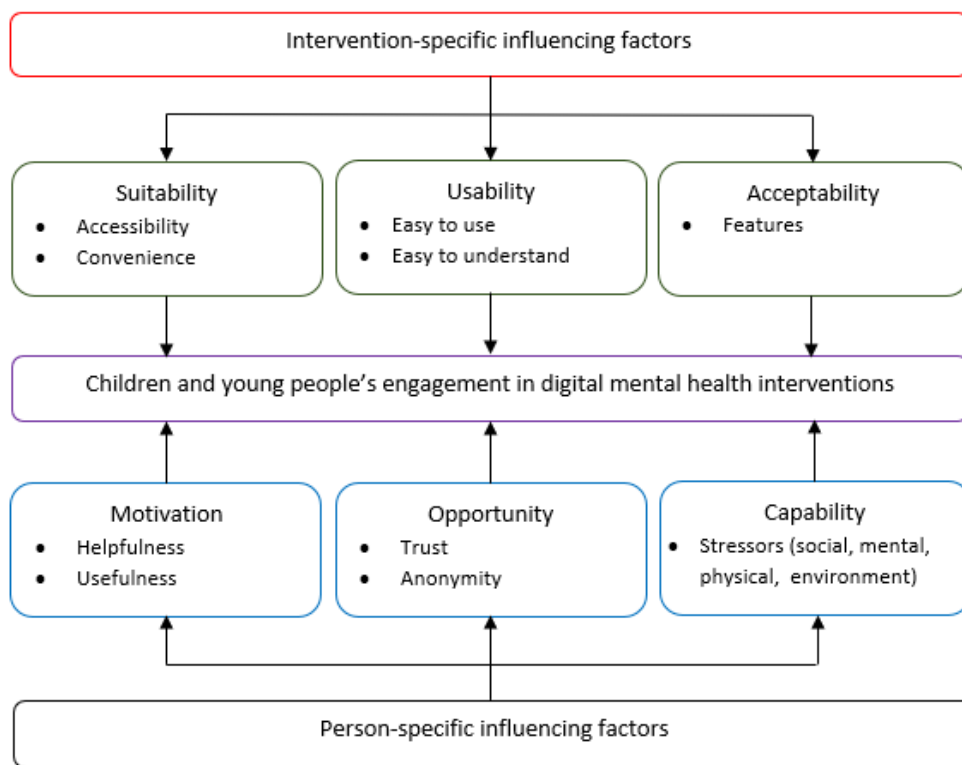 Intervention-specific influencing factors
Suitability
• Accessibility
• Convenience
Usability
• Easy to use
• Easy to understand
Acceptability
• Features
Children and young people’s engagement in digital mental health interventions
Motivation
• Helpfulness
• Usefulness
Opportunity
• Trust
• Anonymity
Capability
• Stressors (social, mental,
physical, environment)
Person-specific influencing factors